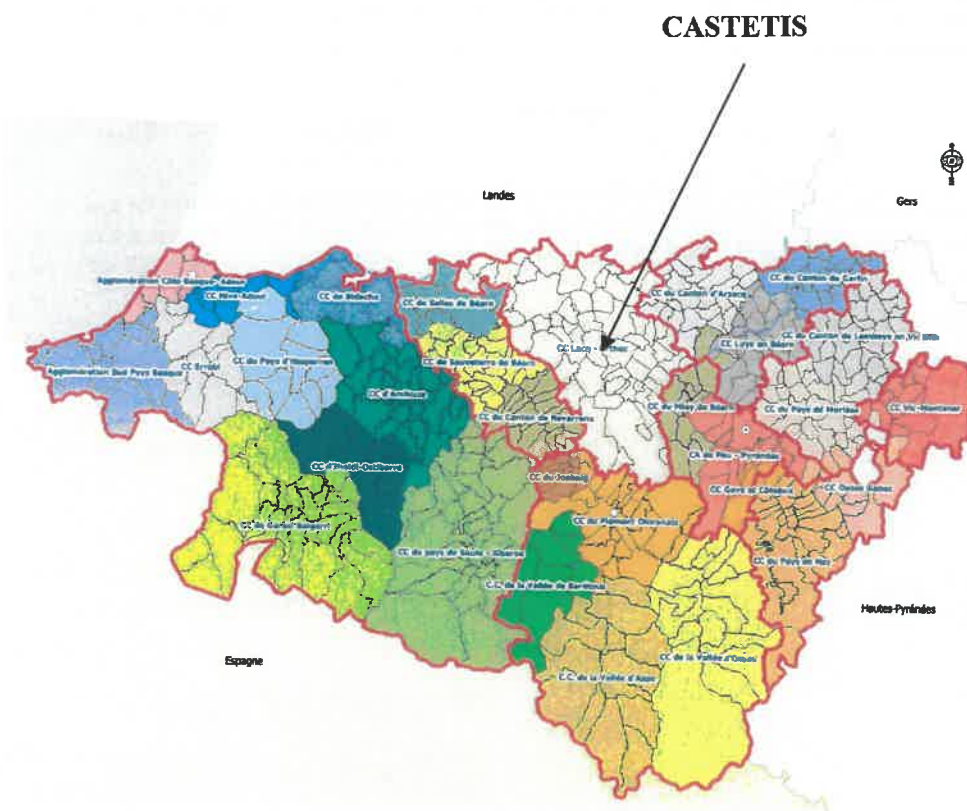 CASTETIS
Landes
Gers
Agglomération Côte Basque - Adour
CC Nive-Adour
CC de Bidache
CC de Salies de Béarn
CC du Canton d'Arzacq
CC du Canton de Garlin
CC Lacq - Orthez
CC Luys en Béarn
CC du Canton de Lembeye en Vic Bilh
Agglomération Sud Pays Basque
CC Errobi
CC du Pays d'Hasparren
CC d'Amikuze
CC de Sauveterre de Béarn
CC du Canton de Navarrenx
CC du Miey de Béarn
CC du Pays de Morlaas
CC Vic-Montaner
CA de Pau - Pyrénées
CC d'Iholdi-Ostibarre
CC du Josbaig
CC Gave et Côteaux
CC Ousse Gabas
CC de Garazi Baigorri
CC du Piémont Oloronais
CC du pays de Soule - Xiberoa
CC du Pays de Nay
C.C. de la Vallée de Barétous
Hautes-Pyrénées
Espagne
CC de la Vallée d'Ossau
C.C. de la Vallée d'Aspe